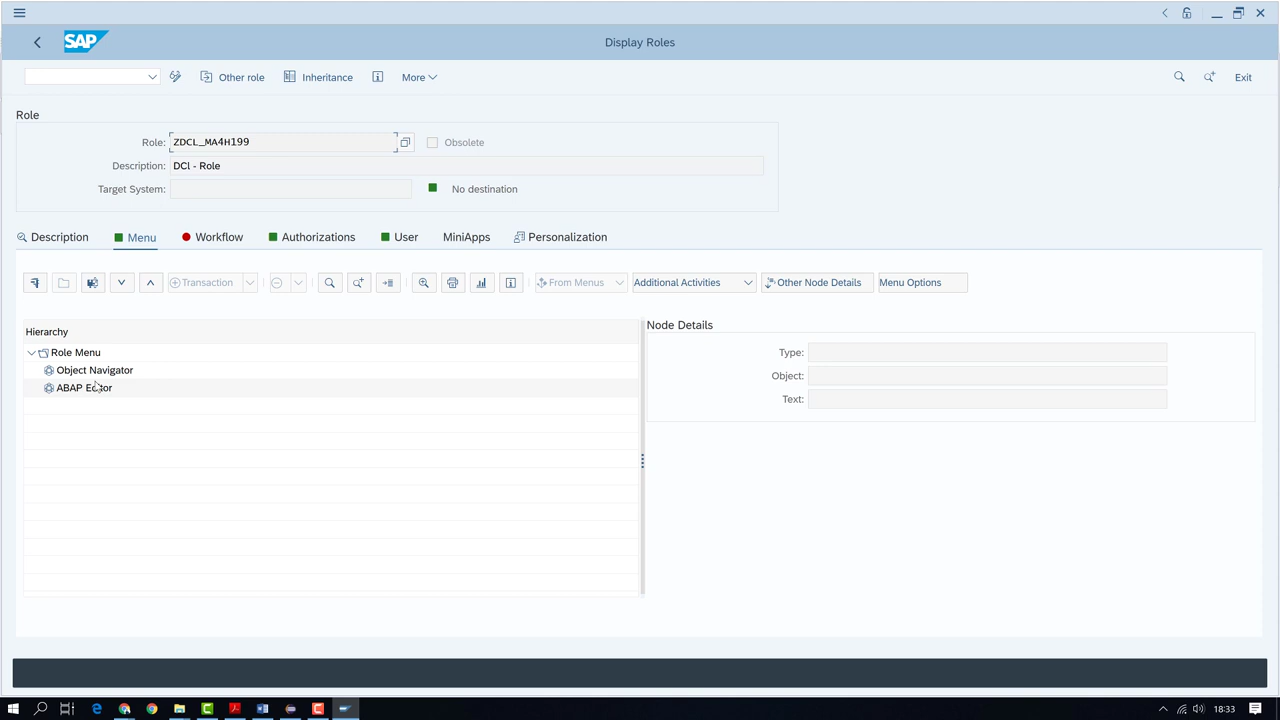 SAP
Display Roles
Other role
Inheritance
More
Exit
Role
Role: ZDCL_MA4H199
Obsolete
Description: DCl - Role
Target System:
No destination
Description
Menu
Workflow
Authorizations
User
MiniApps
Personalization
Transaction
From Menus
Additional Activities
Other Node Details
Menu Options
Hierarchy
Role Menu
Object Navigator
ABAP Editor
Node Details
Type:
Object:
Text:
18:33